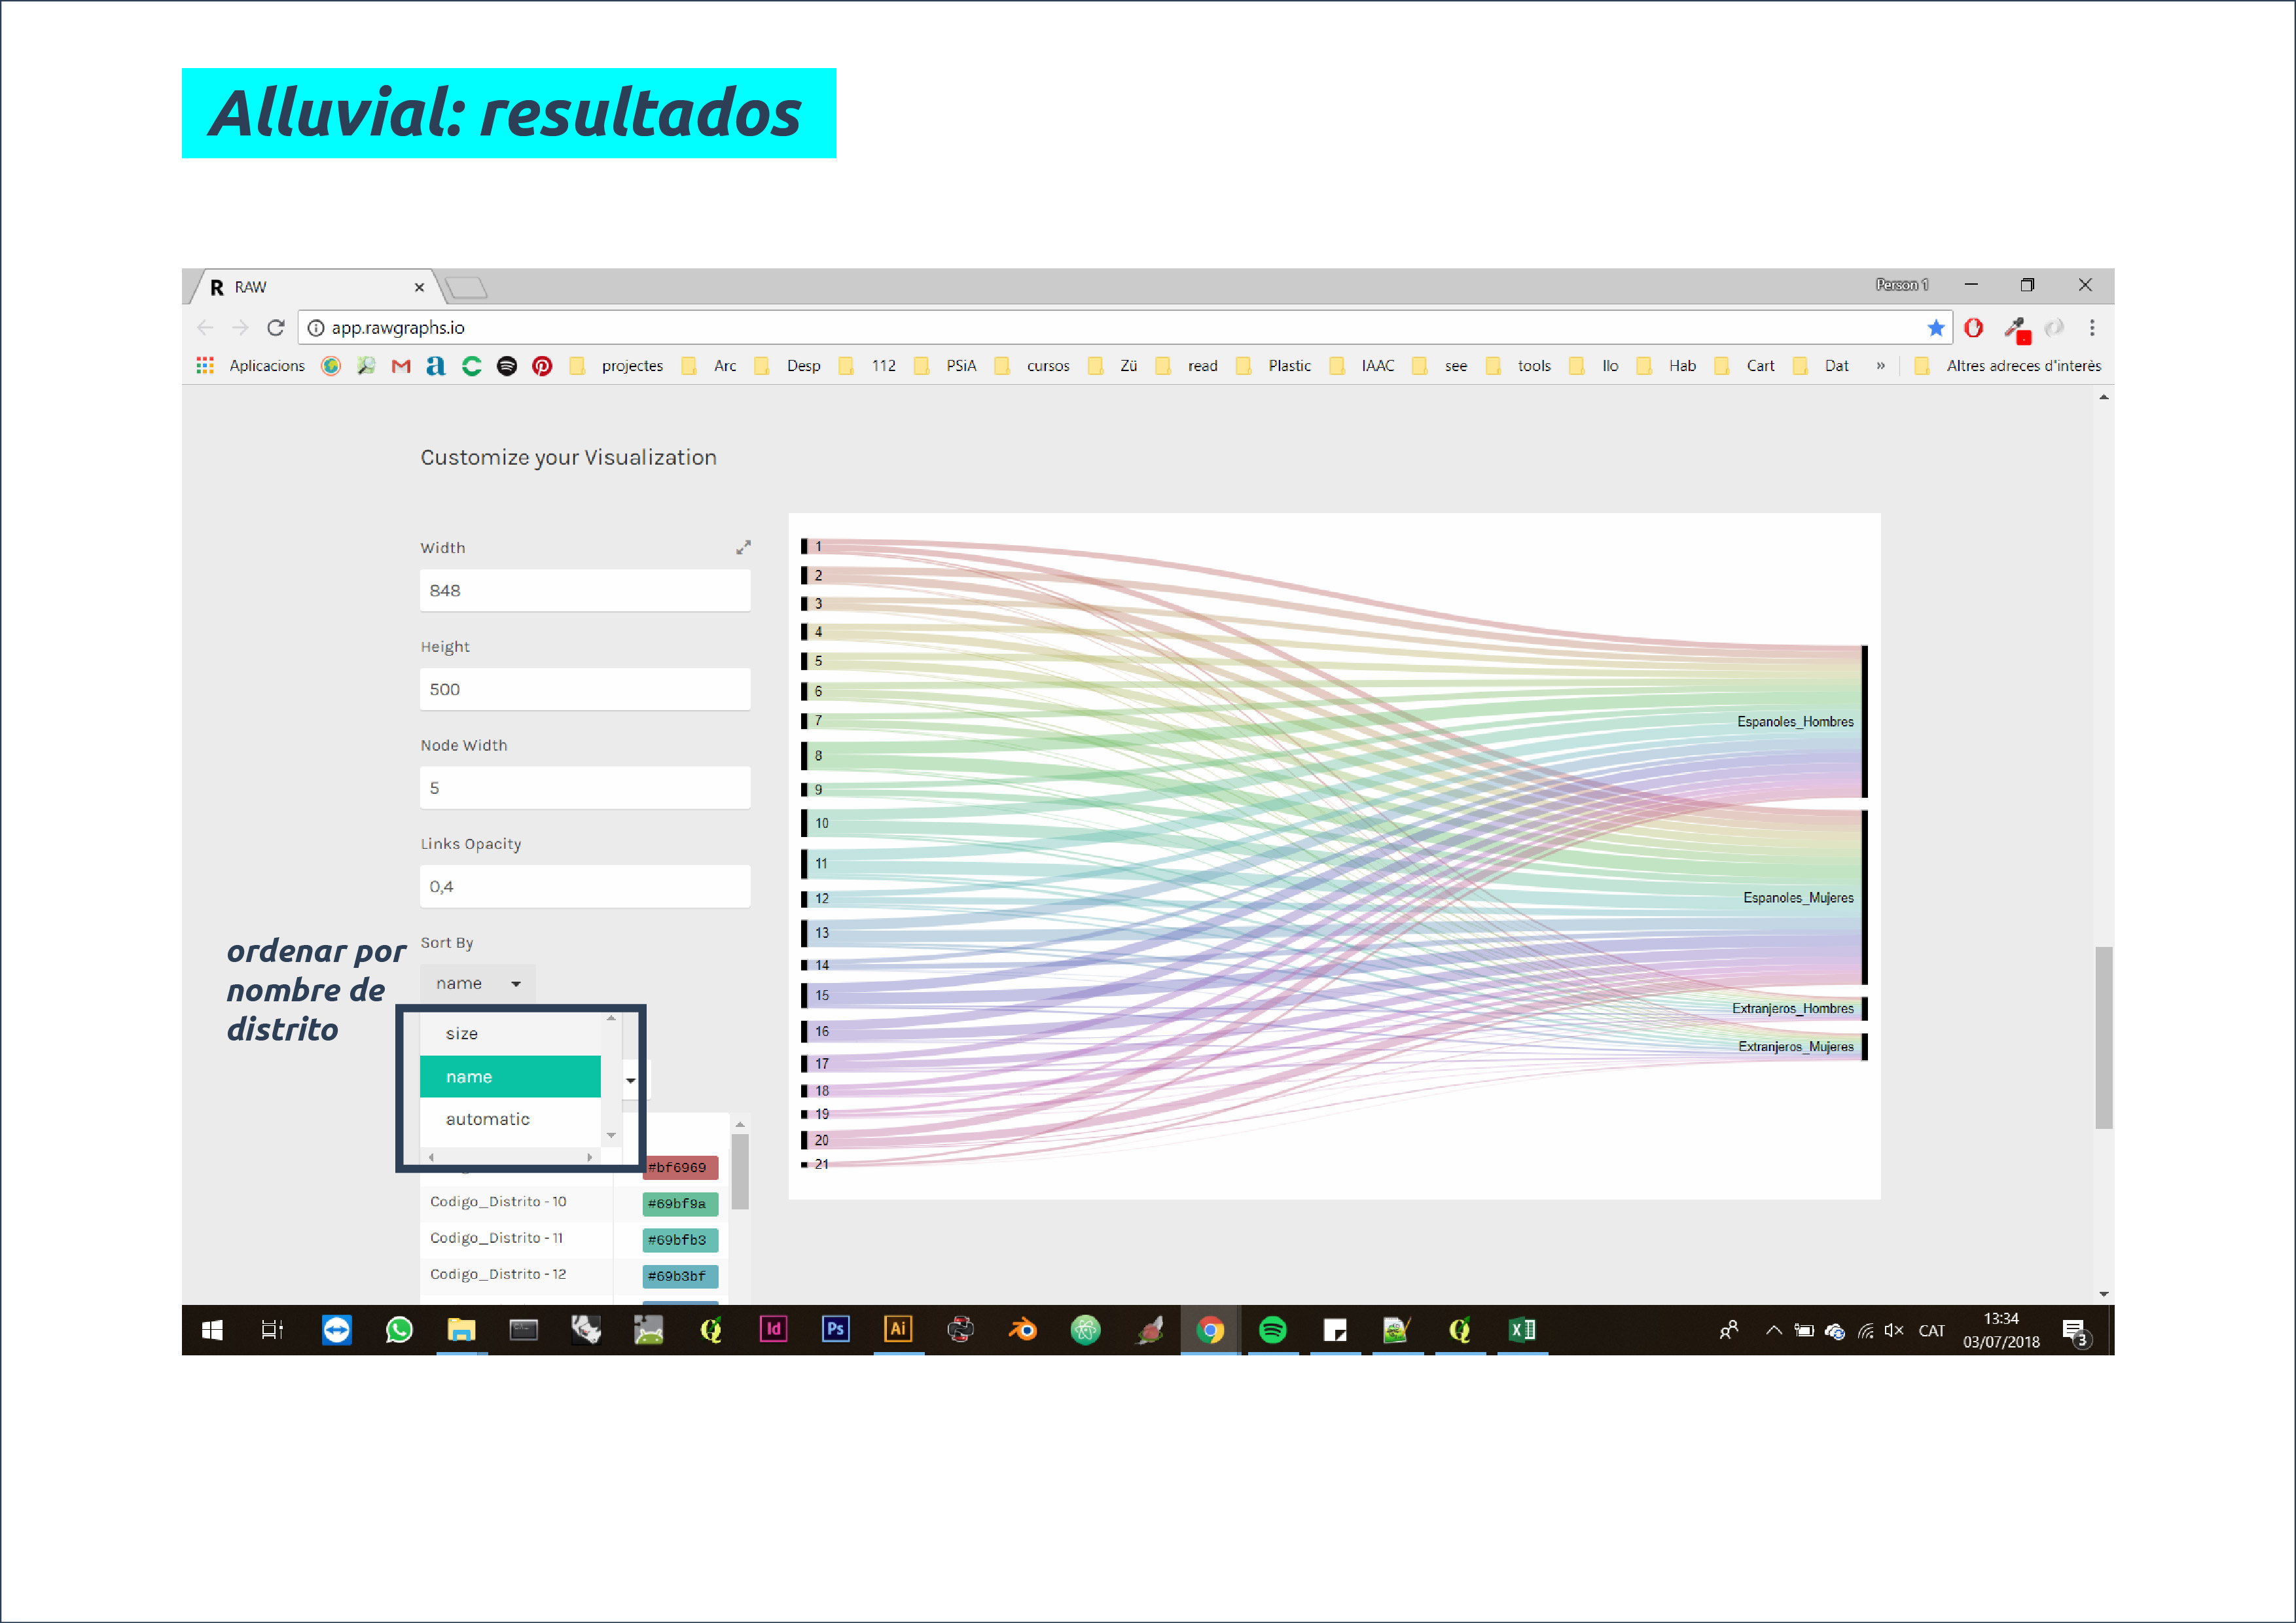 Alluvial: resultados
R RAW
Person 1
app.rawgraphs.io
Aplicacions projectes Arc Desp 112 PSiA cursos Zü read Plastic IAAC see tools llo Hab Cart Dat » Altres adreces d'interès
Customize your Visualization
Width
848
Height
500
Node Width
5
Links Opacity
0,4
Sort By
name
ordenar por
nombre de
distrito
size
name
automatic
#bf6969
Codigo_Distrito - 10 #69bf9a
Codigo_Distrito - 11 #69bfb3
Codigo_Distrito - 12 #69b3bf
1
2
3
4
5
6
7
8
9
10
11
12
13
14
15
16
17
18
19
20
21
Espanoles_Hombres
Espanoles_Mujeres
Extranjeros_Hombres
Extranjeros_Mujeres
Id Ps Ai
CAT
13:34
03/07/2018
3